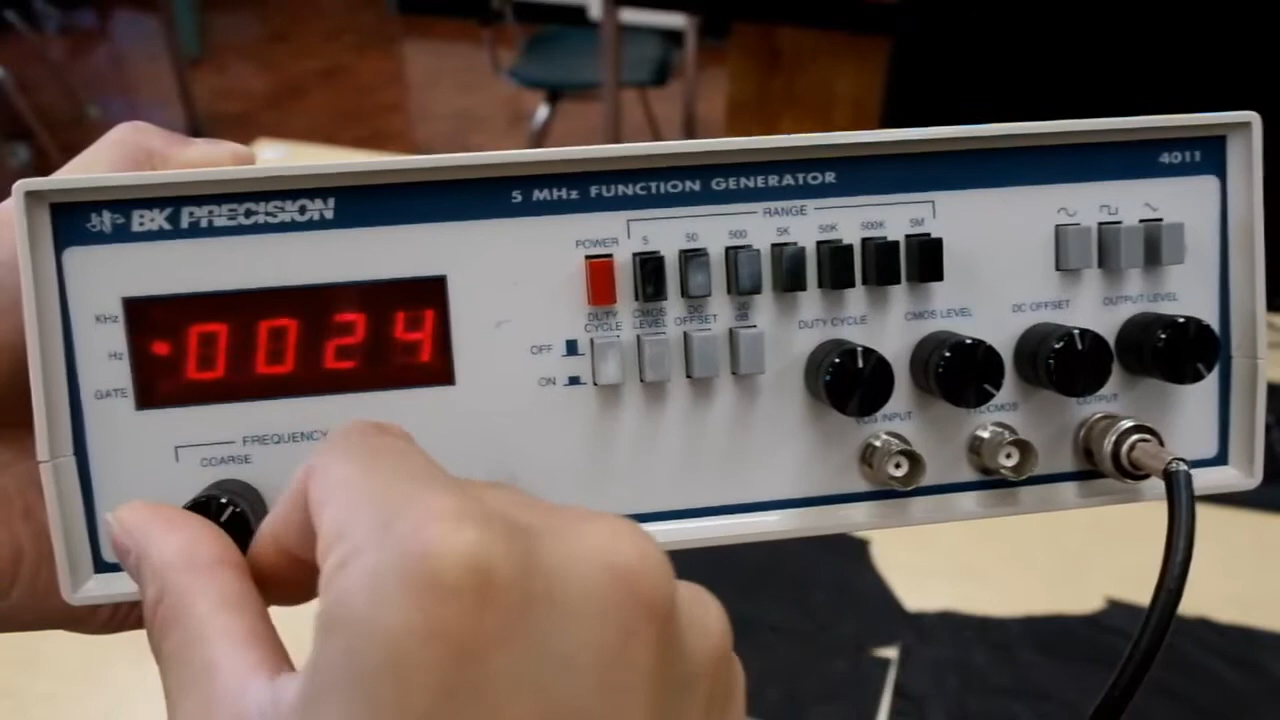 4011
5 MHz FUNCTION GENERATOR
BK PRECISION
RANGE
POWER 5 50 500 5K 50K 500K 5M
KHz
Hz
GATE
0024
DUTY CYCLE CMOS LEVEL DC OFFSET -20 dB
OFF
ON
DUTY CYCLE CMOS LEVEL DC OFFSET OUTPUT LEVEL
INPUT TTL/CMOS OUTPUT
FREQUENCY
COARSE